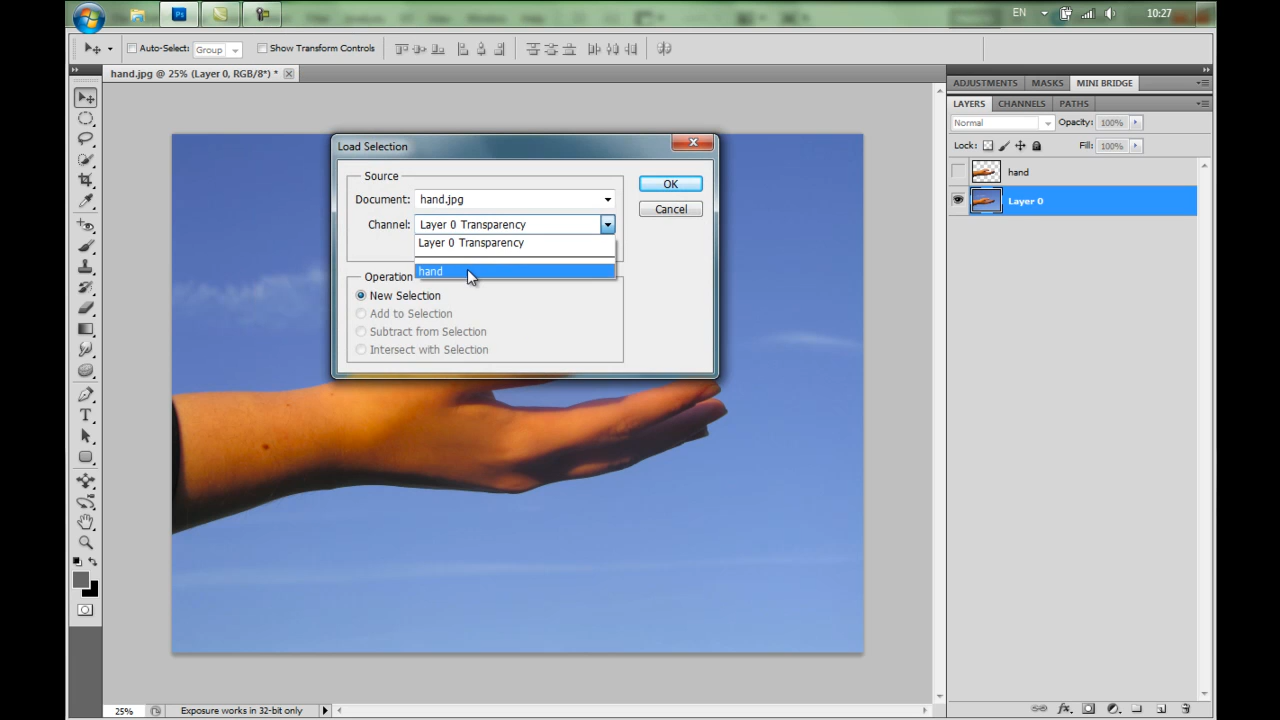 EN
10:27
Auto-Select:
Group
Show Transform Controls
hand.jpg @ 25% (Layer 0, RGB/8*) *
ADJUSTMENTS
MASKS
MINI BRIDGE
LAYERS
CHANNELS
PATHS
Normal
Opacity:
100%
Lock:
Fill:
100%
hand
Layer 0
Load Selection
Source
Document:
hand.jpg
Channel:
Layer 0 Transparency
Layer 0 Transparency
hand
OK
Cancel
Operation
New Selection
Add to Selection
Subtract from Selection
Intersect with Selection
25%
Exposure works in 32-bit only